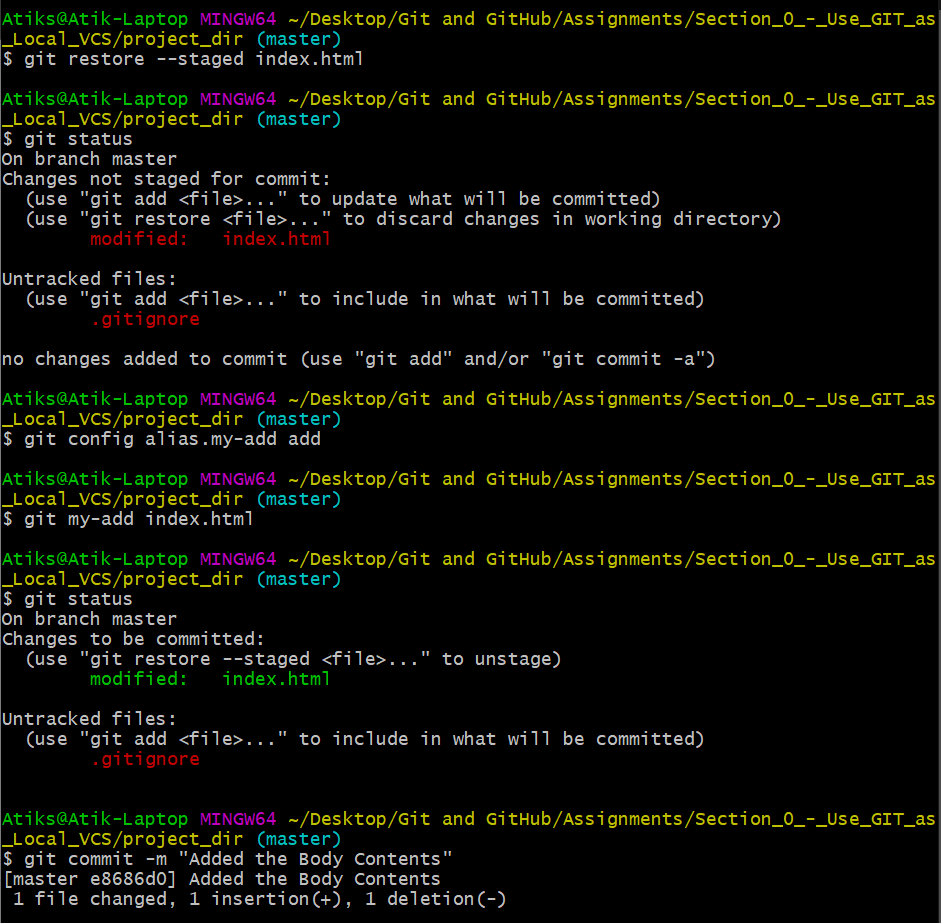 Atiks@Atik-Laptop MINGW64 ~/Desktop/Git and GitHub/Assignments/Section_0_-_Use_GIT_as
_Local_VCS/project_dir (master)
$ git restore --staged index.html

Atiks@Atik-Laptop MINGW64 ~/Desktop/Git and GitHub/Assignments/Section_0_-_Use_GIT_as
_Local_VCS/project_dir (master)
$ git status
On branch master
Changes not staged for commit:
  (use "git add <file>..." to update what will be committed)
  (use "git restore <file>..." to discard changes in working directory)
        modified:   index.html

Untracked files:
  (use "git add <file>..." to include in what will be committed)
        .gitignore

no changes added to commit (use "git add" and/or "git commit -a")

Atiks@Atik-Laptop MINGW64 ~/Desktop/Git and GitHub/Assignments/Section_0_-_Use_GIT_as
_Local_VCS/project_dir (master)
$ git config alias.my-add add

Atiks@Atik-Laptop MINGW64 ~/Desktop/Git and GitHub/Assignments/Section_0_-_Use_GIT_as
_Local_VCS/project_dir (master)
$ git my-add index.html

Atiks@Atik-Laptop MINGW64 ~/Desktop/Git and GitHub/Assignments/Section_0_-_Use_GIT_as
_Local_VCS/project_dir (master)
$ git status
On branch master
Changes to be committed:
  (use "git restore --staged <file>..." to unstage)
        modified:   index.html

Untracked files:
  (use "git add <file>..." to include in what will be committed)
        .gitignore

Atiks@Atik-Laptop MINGW64 ~/Desktop/Git and GitHub/Assignments/Section_0_-_Use_GIT_as
_Local_VCS/project_dir (master)
$ git commit -m "Added the Body Contents"
[master e8686d0] Added the Body Contents
 1 file changed, 1 insertion(+), 1 deletion(-)